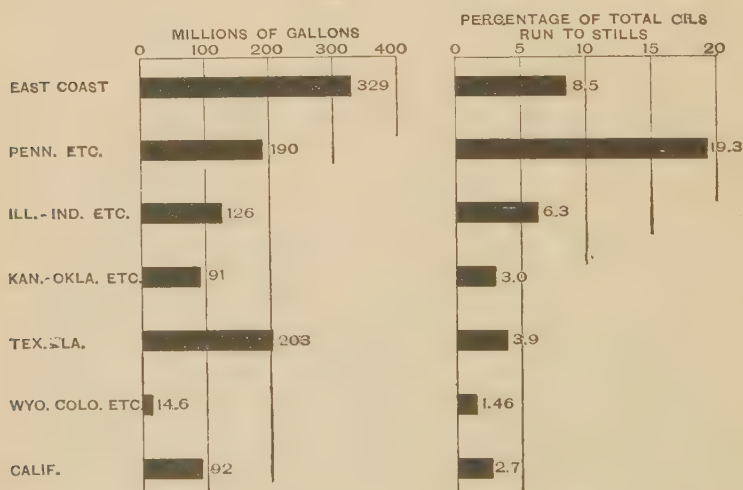 MILLIONS OF GALLONS
0 100 200 300 400
PERCENTAGE OF TOTAL OILS
RUN TO STILLS
0 5 15 20
EAST COAST 329 8.5
PENN. ETC. 190 19.3
ILL.-IND. ETC. 126 6.3
KAN.-OKLA. ETC. 91 3.0
TEX. LA. 203 3.9
WYO. COLO. ETC. 14.6 1.46
CALIF. 92 2.7